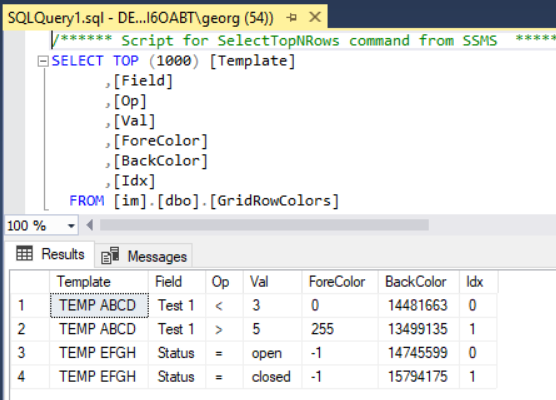 SQLQuery1.sql - DE...I6OABT\georg (54))
/****** Script for SelectTopNRows command from SSMS *****
SELECT TOP (1000) [Template]
,[Field]
,[Op]
,[Val]
,[ForeColor]
,[BackColor]
,[Idx]
FROM [im].[dbo].[GridRowColors]
100 %
Results Messages
Template Field Op Val ForeColor BackColor Idx
1 TEMP ABCD Test 1 < 3 0 14481663 0
2 TEMP ABCD Test 1 > 5 255 13499135 1
3 TEMP EFGH Status = open -1 14745599 0
4 TEMP EFGH Status = closed -1 15794175 1